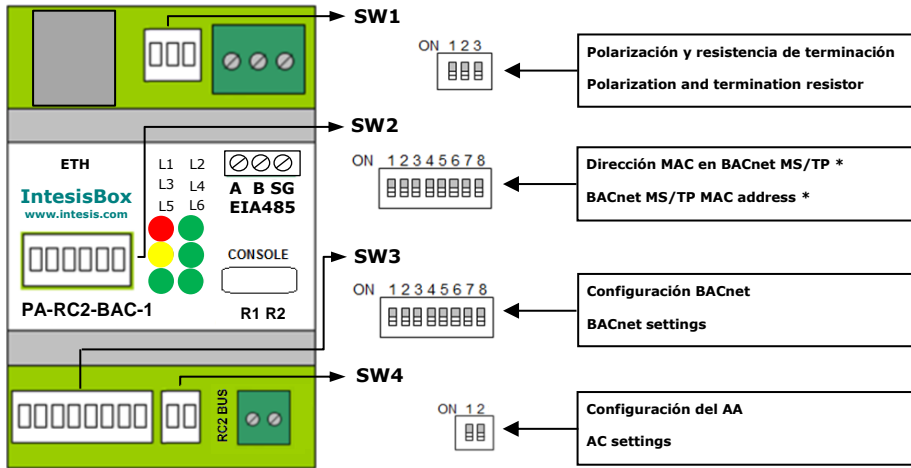 SW1
ON 1 2 3
Polarización y resistencia de terminación
Polarization and termination resistor
SW2
ETH
L1 L2
L3 L4
L5 L6
A B SG
EIA485
IntesisBox
www.intesis.com
ON 1 2 3 4 5 6 7 8
Dirección MAC en BACnet MS/TP *
BACnet MS/TP MAC address *
CONSOLE
SW3
PA-RC2-BAC-1
R1 R2
ON 1 2 3 4 5 6 7 8
Configuración BACnet
BACnet settings
SW4
RC2 BUS
ON 1 2
Configuración del AA
AC settings